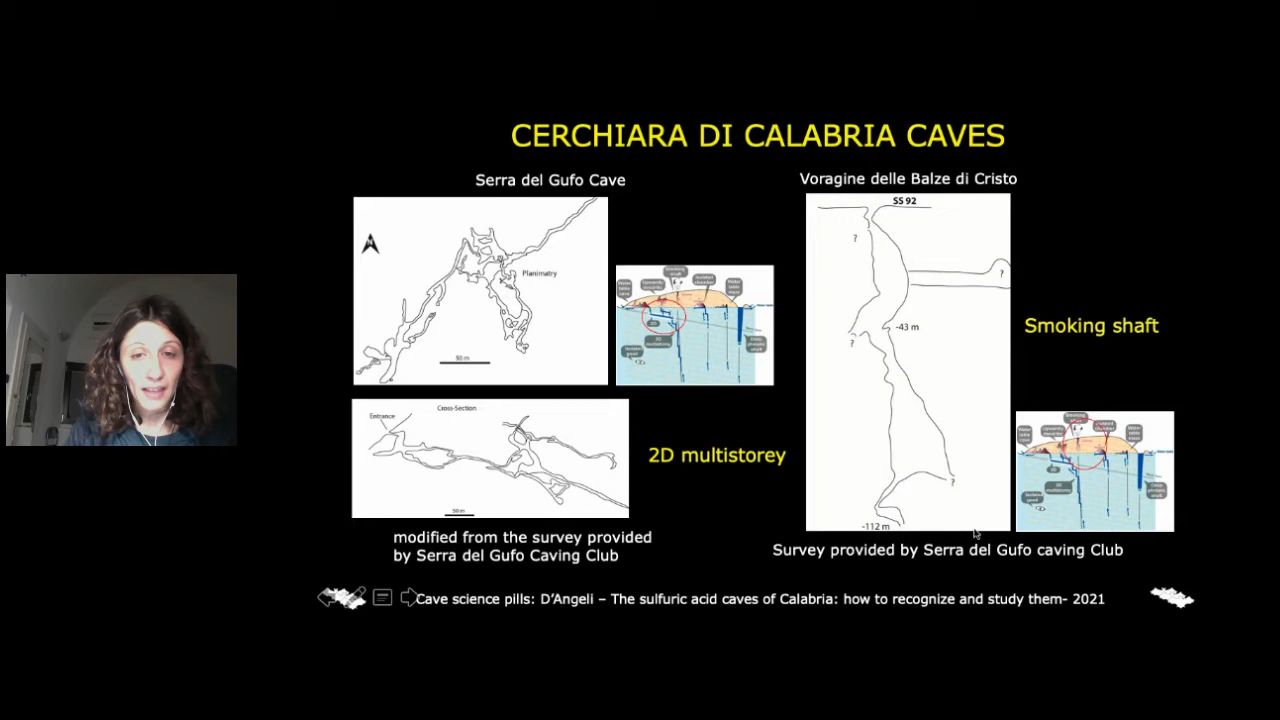 CERCHIARA DI CALABRIA CAVES
Serra del Gufo Cave
Voragine delle Balze di Cristo
N
Planimatry
50 m
SS 92
?
?
-43 m
?
?
-112 m
Smoking shaft
Entrance
Cross-Section
50 m
2D multistorey
modified from the survey provided
by Serra del Gufo Caving Club
Survey provided by Serra del Gufo caving Club
Cave science pills: D'Angeli – The sulfuric acid caves of Calabria: how to recognize and study them- 2021